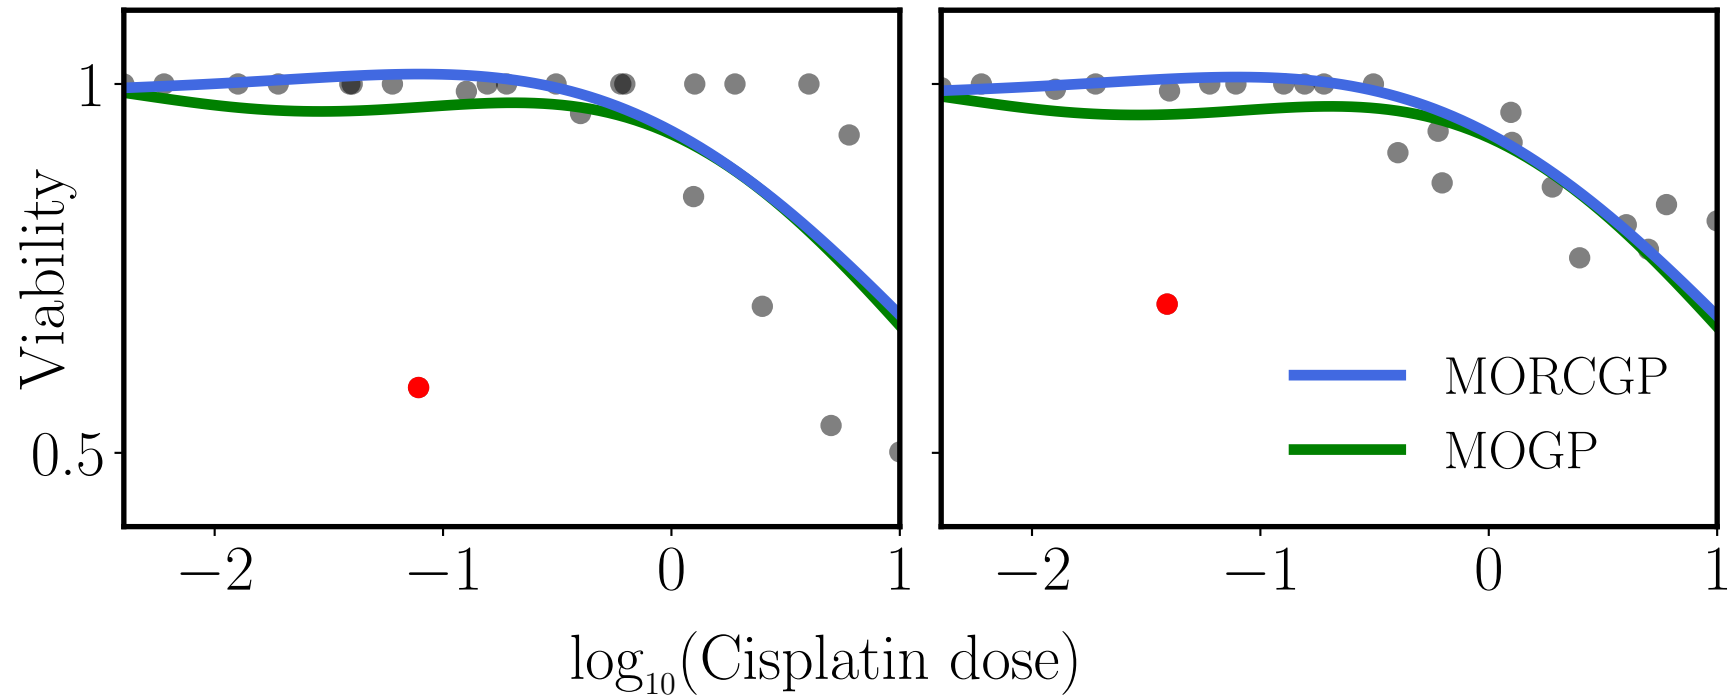 Viability
1
0.5
−2 −1 0 1
−2 −1 0 1
log₁₀(Cisplatin dose)
MORCGP
MOGP